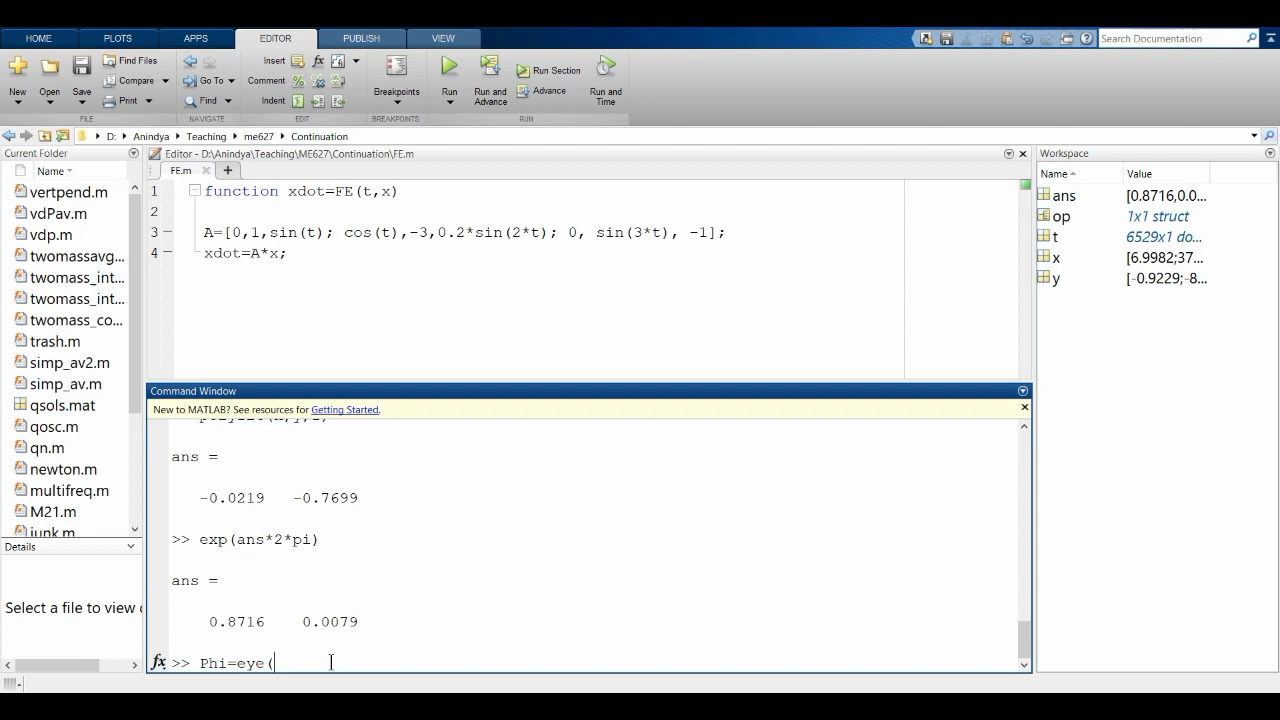 HOME PLOTS APPS EDITOR PUBLISH VIEW Search Documentation
New Open Save Find Files Compare Print
Go To Find
Insert Comment Indent
Breakpoints
Run Run and Advance Run Section Advance Run and Time
FILE NAVIGATE EDIT BREAKPOINTS RUN
D: Anindya Teaching me627 Continuation
Current Folder
Name
vertpend.m
vdPav.m
vdp.m
twomassavg...
twomass_int...
twomass_int...
twomass_co...
trash.m
simp_av2.m
simp_av.m
qsols.mat
qosc.m
qn.m
newton.m
multifreq.m
M21.m
junk.m
Details
Select a file to view d
Editor - D:\Anindya\Teaching\ME627\Continuation\FE.m
FE.m
1 function xdot=FE(t,x)
2
3 A=[0,1,sin(t); cos(t),-3,0.2*sin(2*t); 0, sin(3*t), -1];
4 xdot=A*x;
Command Window
New to MATLAB? See resources for Getting Started.
ans =
-0.0219 -0.7699
>> exp(ans*2*pi)
ans =
0.8716 0.0079
fx >> Phi=eye(
Workspace
Name Value
ans [0.8716,0.0...
op 1x1 struct
t 6529x1 do...
x [6.9982;37...
y [-0.9229;-8...